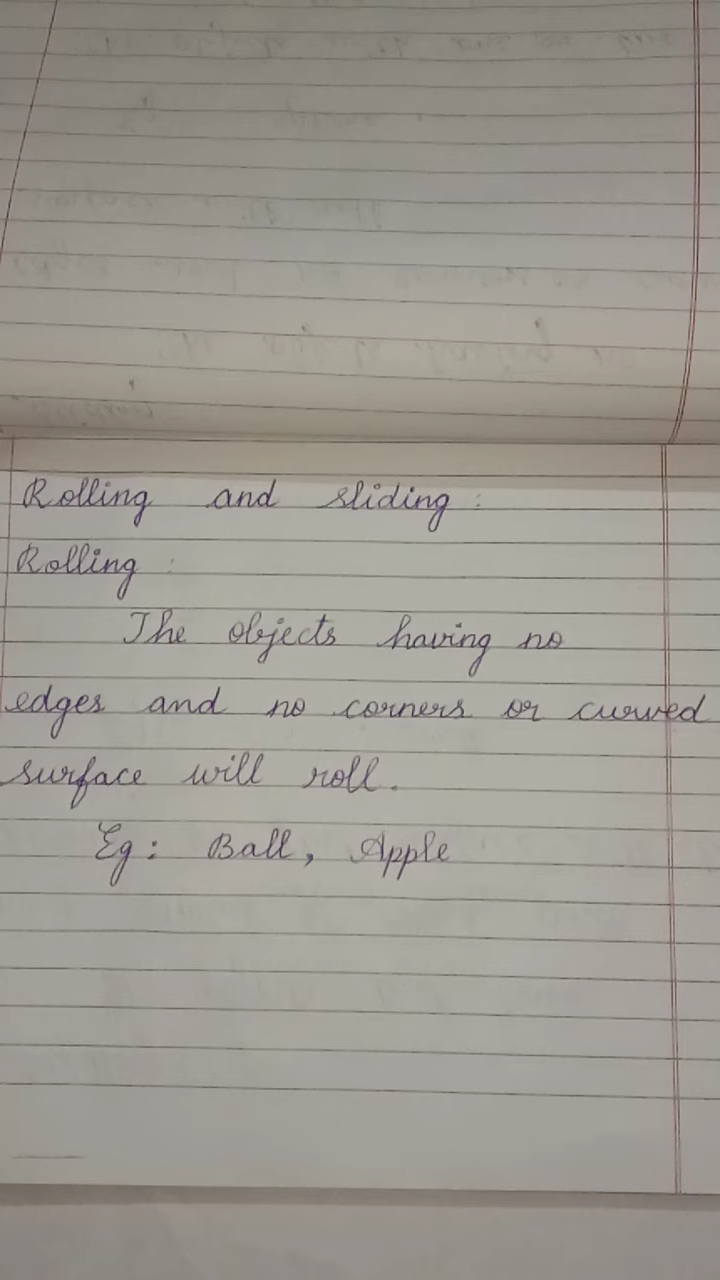 Rolling and sliding :
Rolling :
The objects having no
edges and no corners or curved
surface will roll.
Eg : Ball, Apple